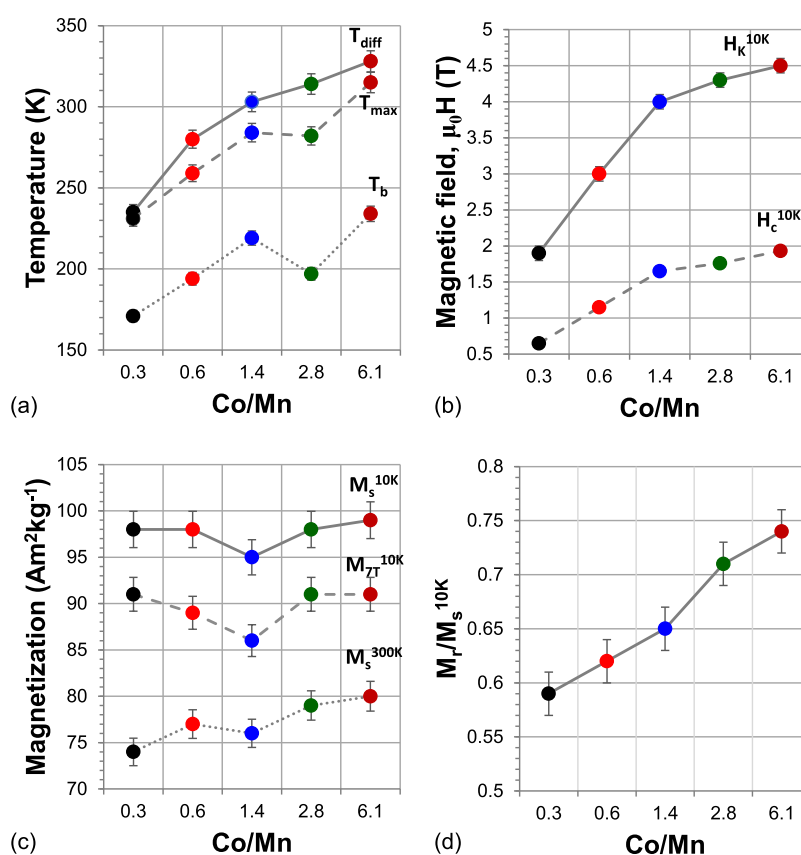 Temperature (K)
350
300
250
200
150
T_diff
T_max
T_b
0.3 0.6 1.4 2.8 6.1
(a) Co/Mn
Magnetic field, μ₀H (T)
5
4.5
4
3.5
3
2.5
2
1.5
1
0.5
H_K^10K
H_c^10K
0.3 0.6 1.4 2.8 6.1
(b) Co/Mn
Magnetization (Am²kg⁻¹)
105
100
95
90
85
80
75
70
M_s^10K
M_7T^10K
M_s^300K
0.3 0.6 1.4 2.8 6.1
(c) Co/Mn
M_r/M_s^10K
0.8
0.75
0.7
0.65
0.6
0.55
0.5
0.3 0.6 1.4 2.8 6.1
(d) Co/Mn